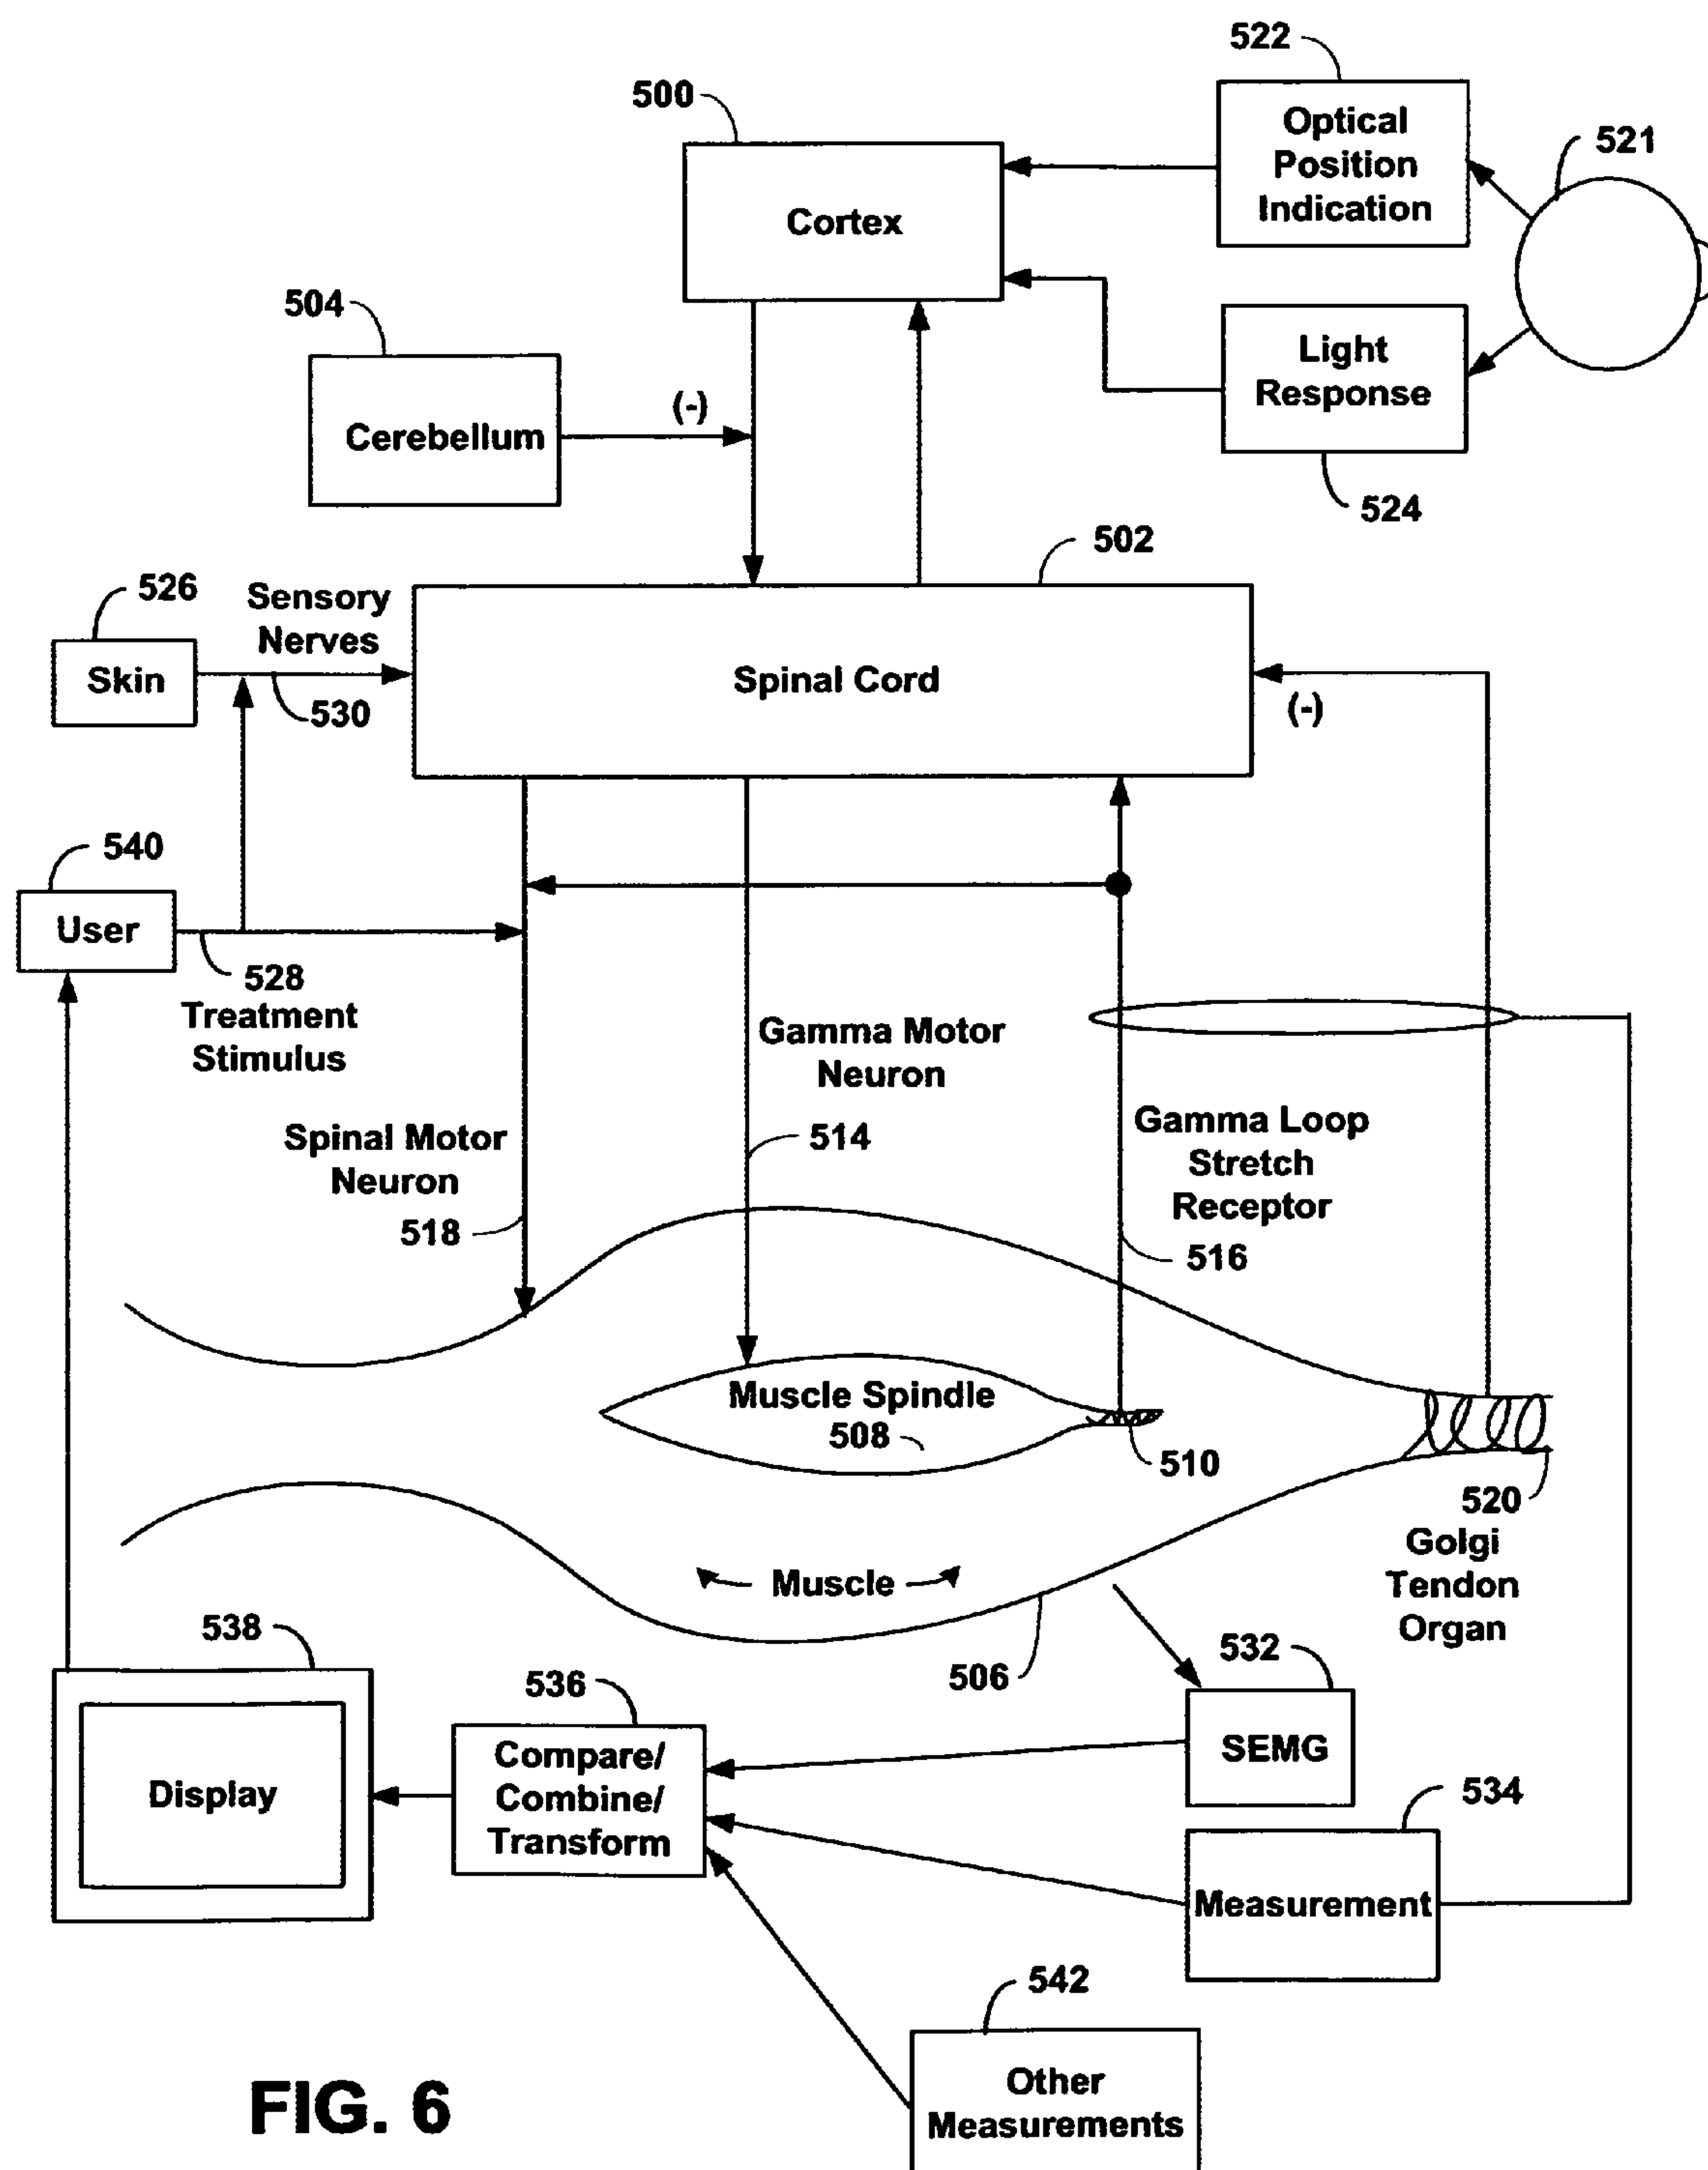 522
500
Optical
Position
Indication
521
Cortex
504
Light
Response
(-)
Cerebellum
524
502
526
Sensory
Nerves
Skin
Spinal Cord
530
(-)
540
User
528
Treatment
Stimulus
Gamma Motor
Neuron
514
Spinal Motor
Neuron
518
Gamma Loop
Stretch
Receptor
516
Muscle Spindle
508
510
520
Golgi
Tendon
Organ
Muscle
506
538
532
536
SEMG
Compare/
Combine/
Transform
Display
534
Measurement
542
Other
Measurements
FIG. 6